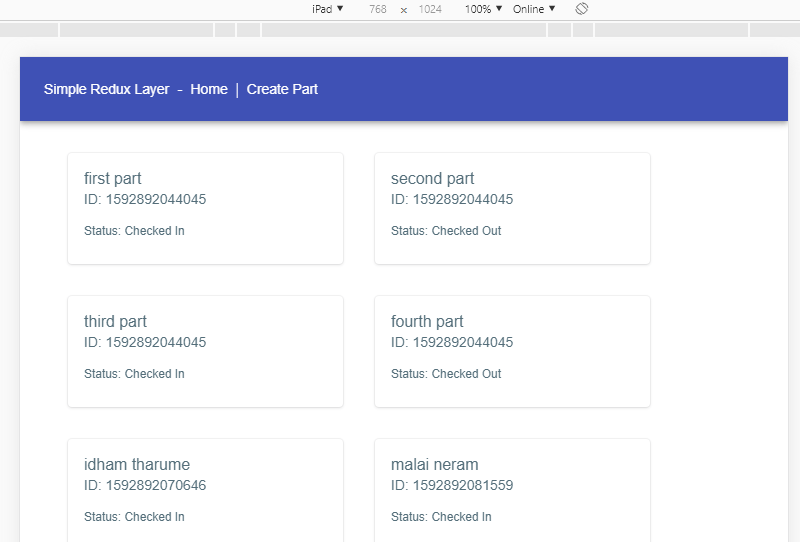 iPad ▼ 768 × 1024 100% ▼ Online ▼
Simple Redux Layer - Home | Create Part
first part
ID: 1592892044045
Status: Checked In
second part
ID: 1592892044045
Status: Checked Out
third part
ID: 1592892044045
Status: Checked In
fourth part
ID: 1592892044045
Status: Checked Out
idham tharume
ID: 1592892070646
Status: Checked In
malai neram
ID: 1592892081559
Status: Checked In